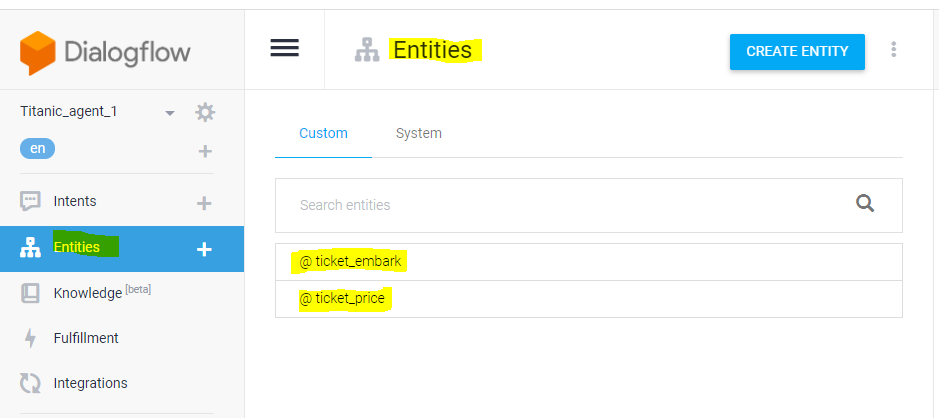 Dialogflow
Titanic_agent_1
en
Intents
Entities
Knowledge [beta]
Fulfillment
Integrations
Entities
CREATE ENTITY
Custom System
Search entities
@ ticket_embark
@ ticket_price